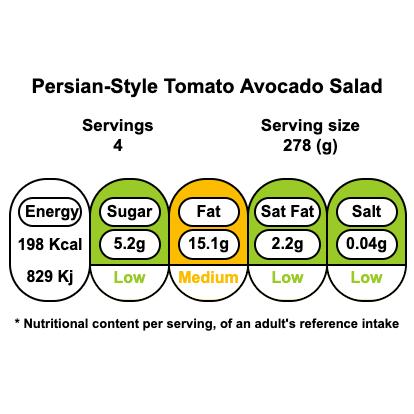 Persian-Style Tomato Avocado Salad
Servings
4
Serving size
278 (g)
Energy
198 Kcal
829 Kj
Sugar
5.2g
Low
Fat
15.1g
Medium
Sat Fat
2.2g
Low
Salt
0.04g
Low
* Nutritional content per serving, of an adult's reference intake